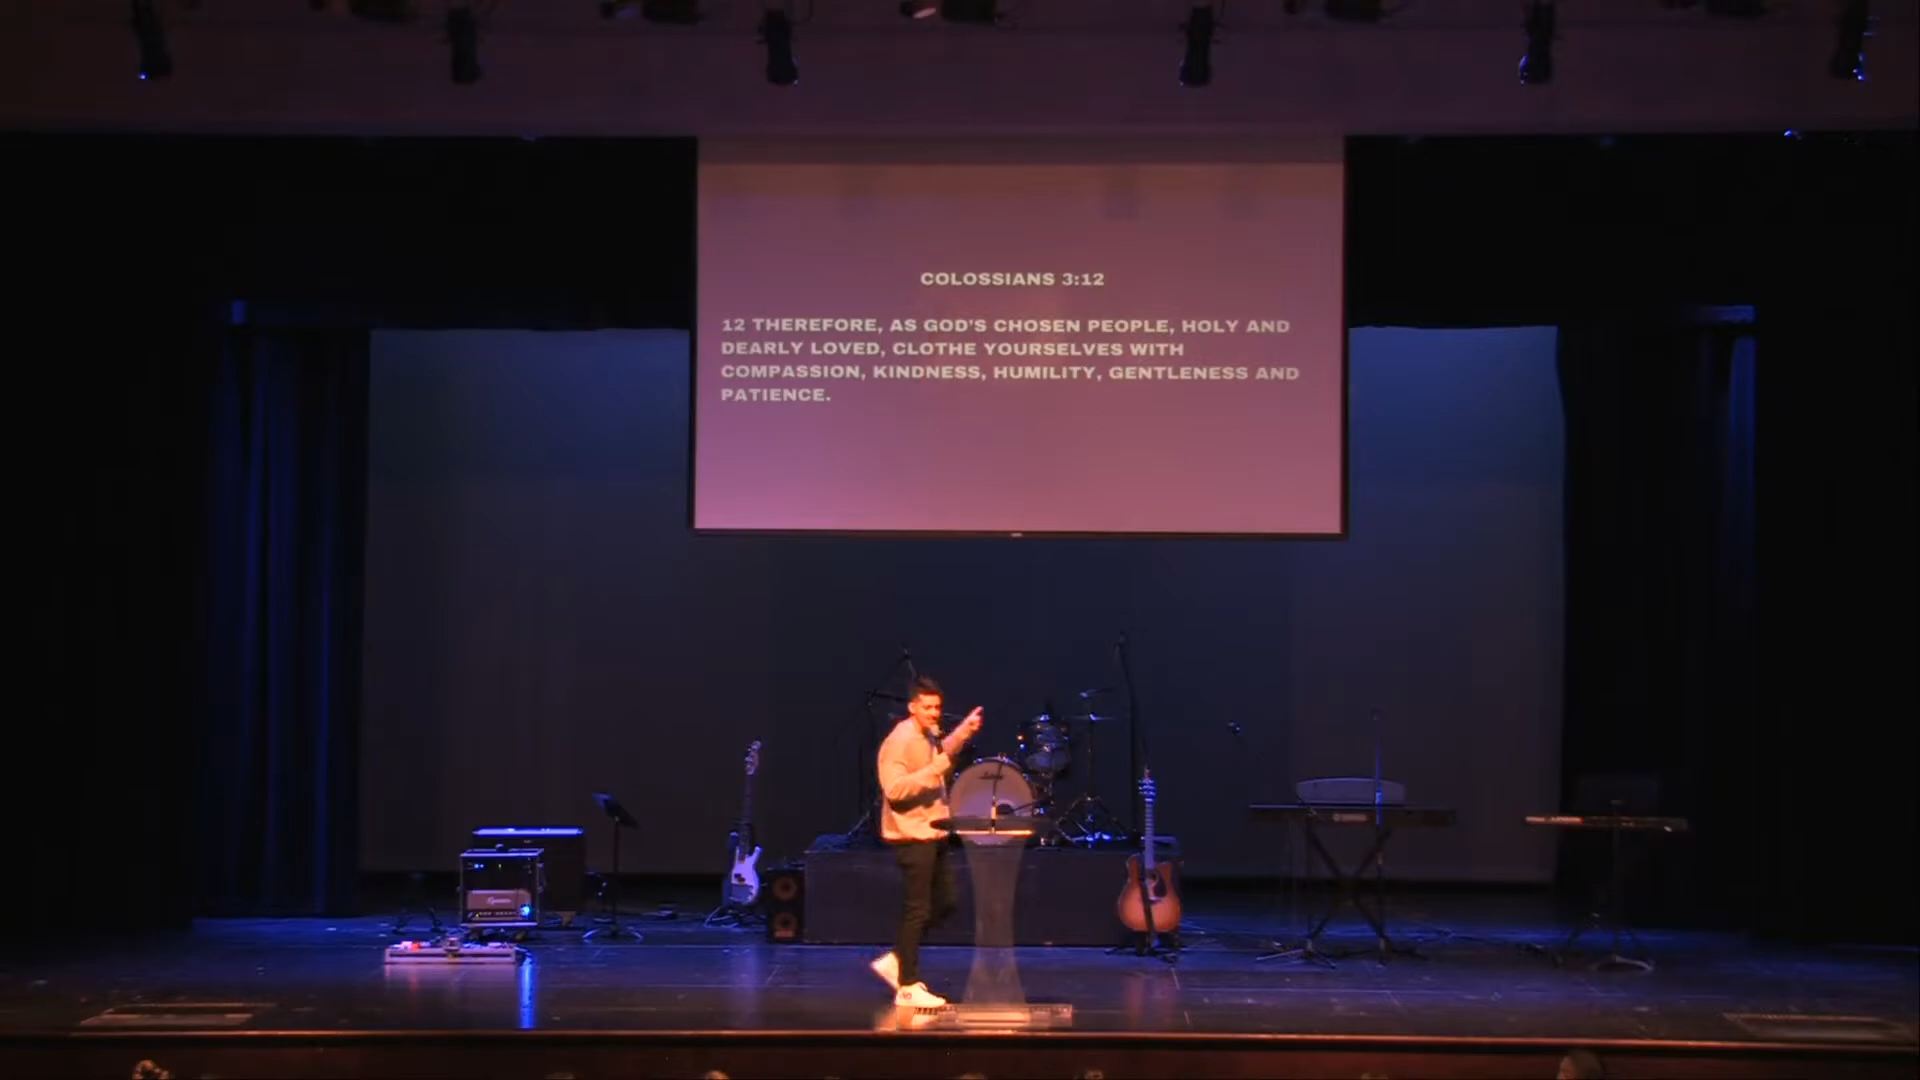 COLOSSIANS 3:12
12 THEREFORE, AS GOD'S CHOSEN PEOPLE, HOLY AND
DEARLY LOVED, CLOTHE YOURSELVES WITH
COMPASSION, KINDNESS, HUMILITY, GENTLENESS AND
PATIENCE.